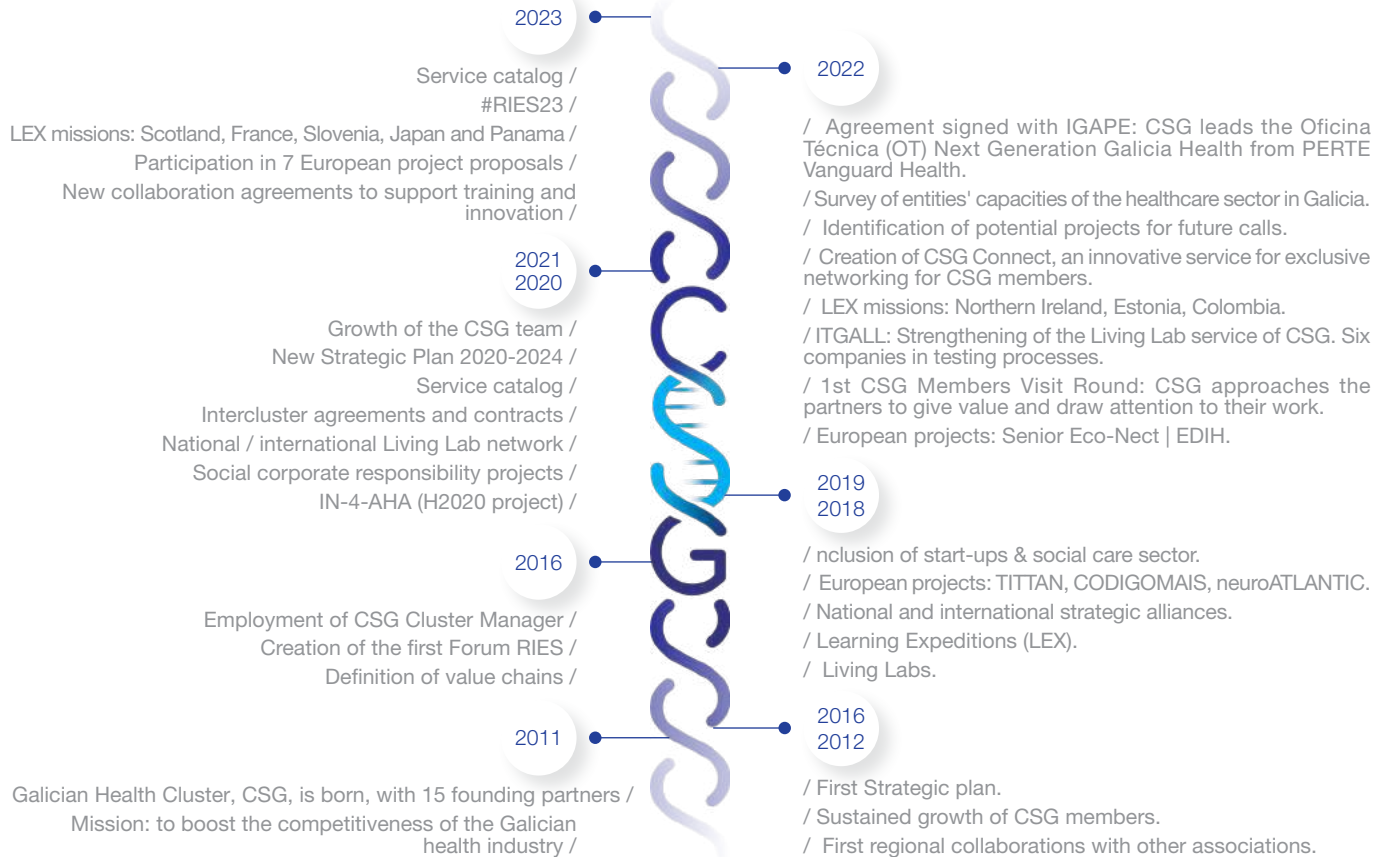 2023
Service catalog /
#RIES23 /
LEX missions: Scotland, France, Slovenia, Japan and Panama /
Participation in 7 European project proposals /
New collaboration agreements to support training and
innovation /
2022
/ Agreement signed with IGAPE: CSG leads the Oficina
Técnica (OT) Next Generation Galicia Health from PERTE
Vanguard Health.
/ Survey of entities' capacities of the healthcare sector in Galicia.
/ Identification of potential projects for future calls.
/ Creation of CSG Connect, an innovative service for exclusive
networking for CSG members.
/ LEX missions: Northern Ireland, Estonia, Colombia.
/ ITGALL: Strengthening of the Living Lab service of CSG. Six
companies in testing processes.
/ 1st CSG Members Visit Round: CSG approaches the
partners to give value and draw attention to their work.
/ European projects: Senior Eco-Nect | EDIH.
2021
2020
Growth of the CSG team /
New Strategic Plan 2020-2024 /
Service catalog /
Intercluster agreements and contracts /
National / international Living Lab network /
Social corporate responsibility projects /
IN-4-AHA (H2020 project) /
CSG
2019
2018
/ nclusion of start-ups & social care sector.
/ European projects: TITTAN, CODIGOMAIS, neuroATLANTIC.
/ National and international strategic alliances.
/ Learning Expeditions (LEX).
/ Living Labs.
2016
Employment of CSG Cluster Manager /
Creation of the first Forum RIES /
Definition of value chains /
2016
2012
/ First Strategic plan.
/ Sustained growth of CSG members.
/ First regional collaborations with other associations.
2011
Galician Health Cluster, CSG, is born, with 15 founding partners /
Mission: to boost the competitiveness of the Galician
health industry /